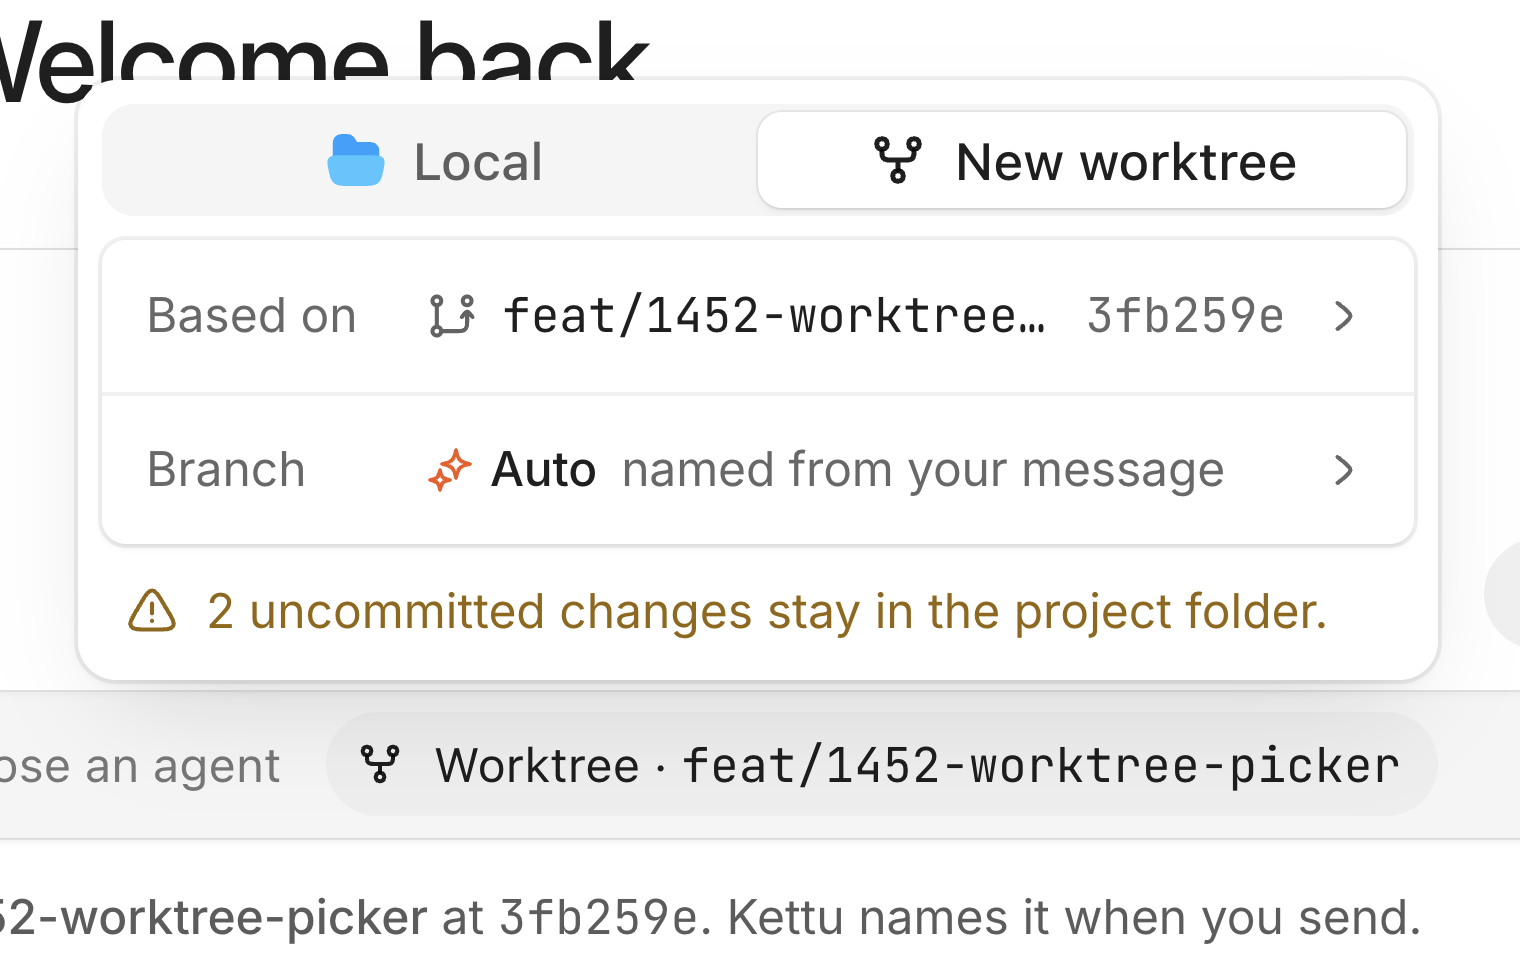 Welcome back
Local
New worktree
Based on feat/1452-worktree… 3fb259e
Branch Auto named from your message
2 uncommitted changes stay in the project folder.
ose an agent Worktree · feat/1452-worktree-picker
52-worktree-picker at 3fb259e. Kettu names it when you send.